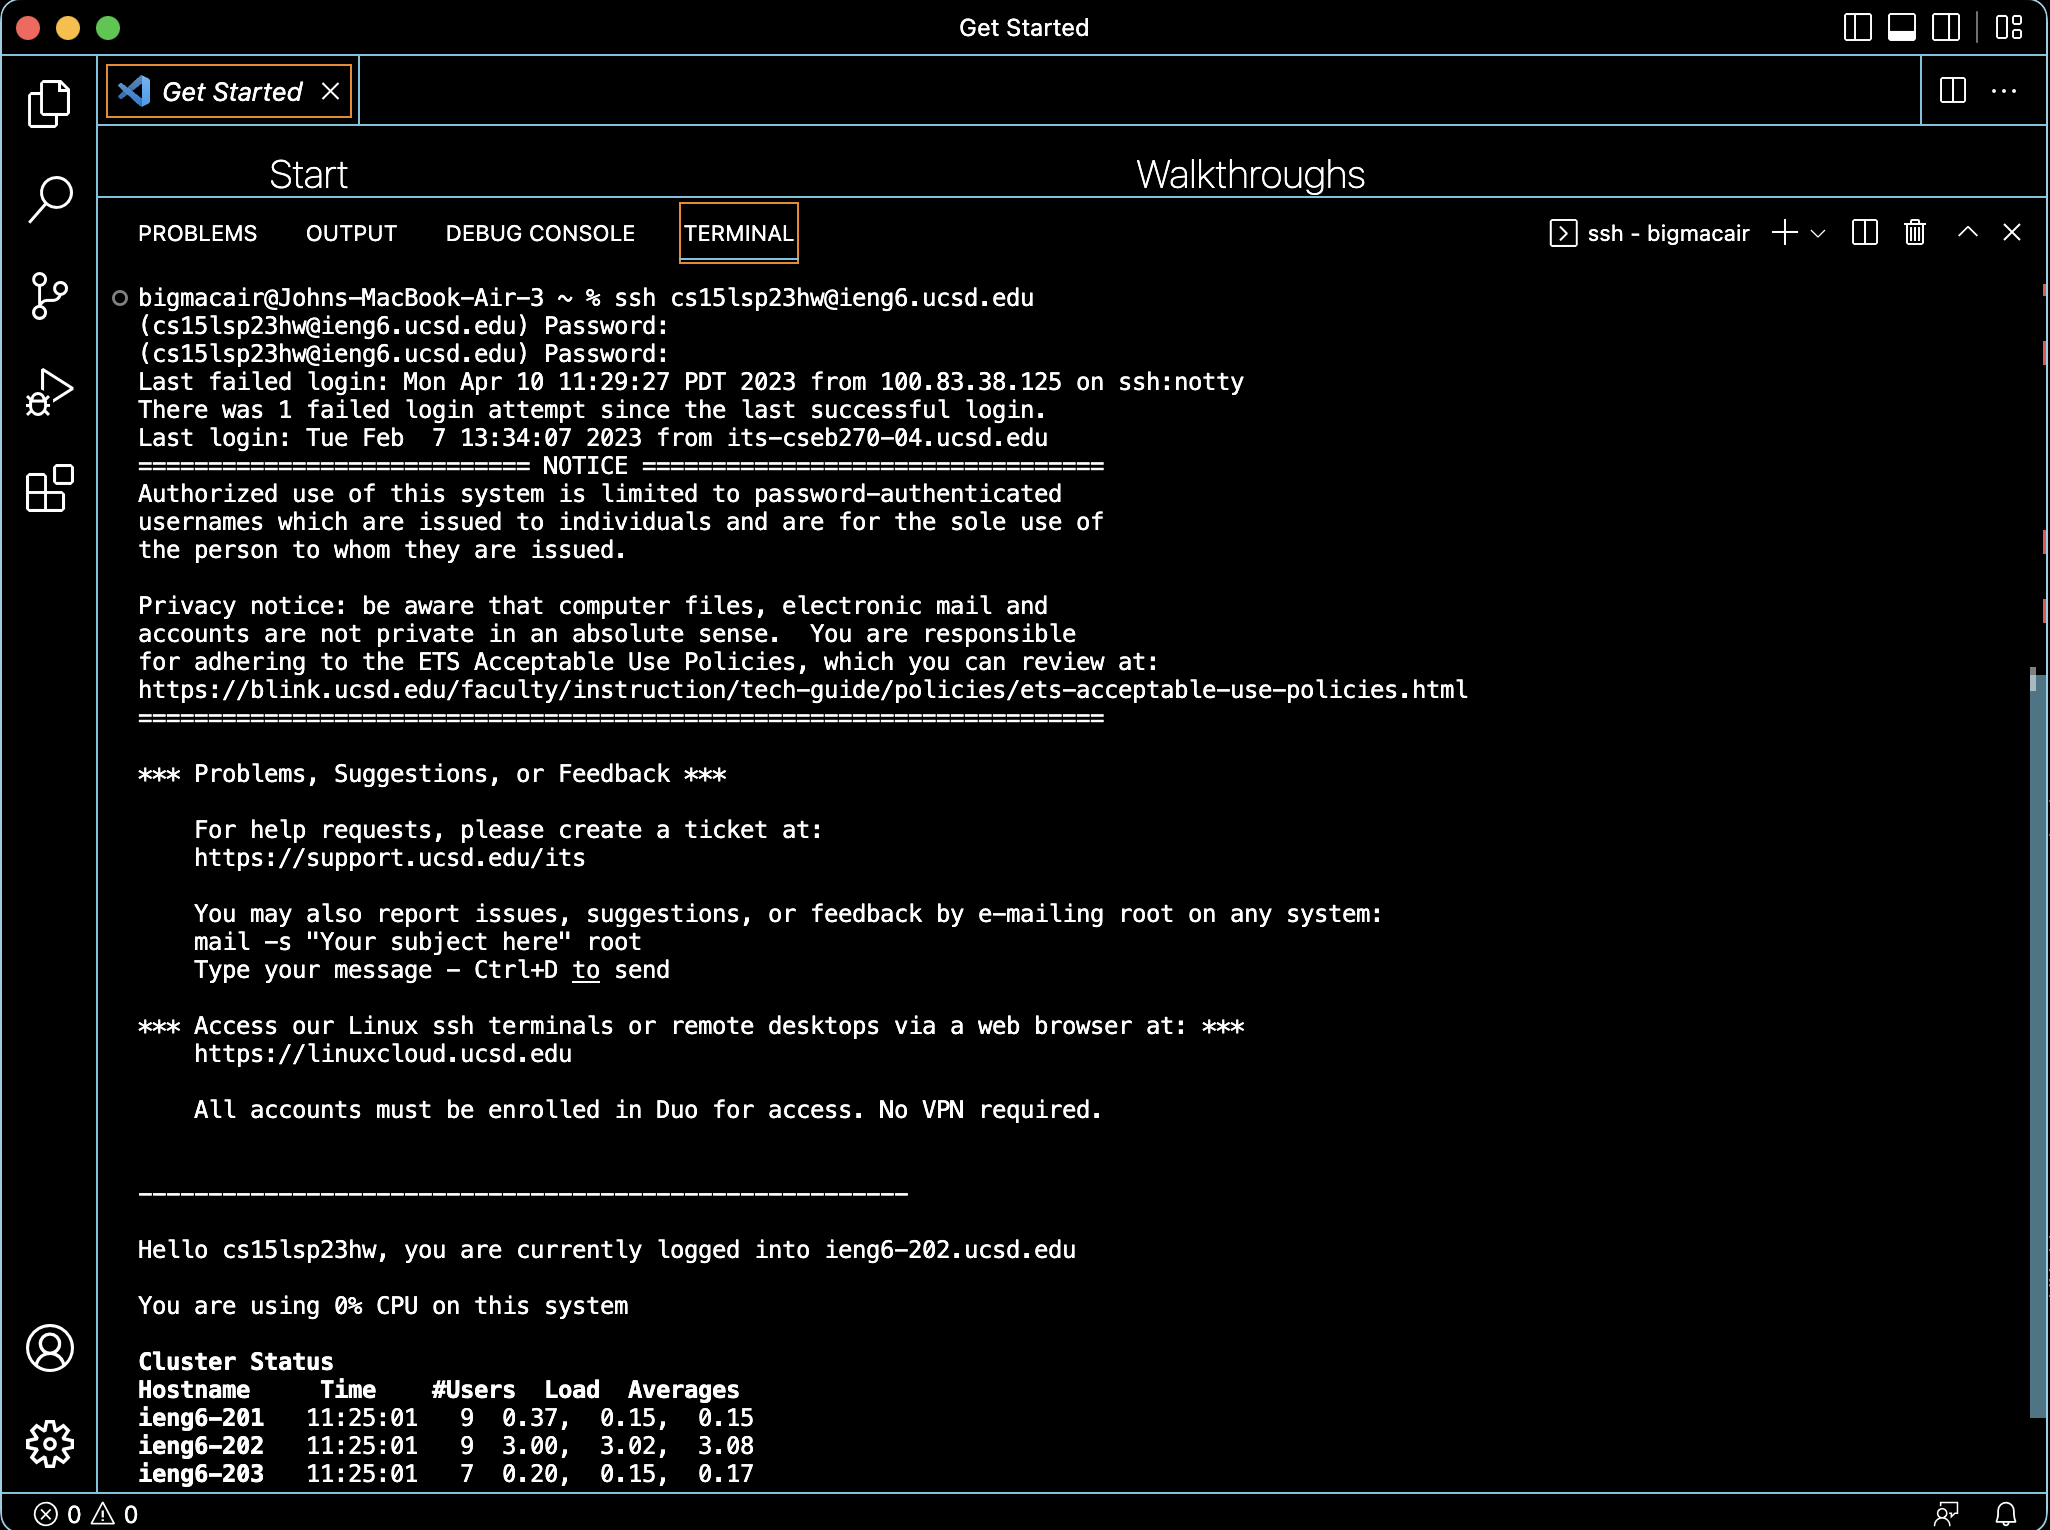 Get Started
Get Started
Start
Walkthroughs
PROBLEMS OUTPUT DEBUG CONSOLE TERMINAL ssh - bigmacair
bigmacair@Johns-MacBook-Air-3 ~ % ssh cs15lsp23hw@ieng6.ucsd.edu
(cs15lsp23hw@ieng6.ucsd.edu) Password:
(cs15lsp23hw@ieng6.ucsd.edu) Password:
Last failed login: Mon Apr 10 11:29:27 PDT 2023 from 100.83.38.125 on ssh:notty
There was 1 failed login attempt since the last successful login.
Last login: Tue Feb  7 13:34:07 2023 from its-cseb270-04.ucsd.edu
============================ NOTICE =================================
Authorized use of this system is limited to password-authenticated
usernames which are issued to individuals and are for the sole use of
the person to whom they are issued.
Privacy notice: be aware that computer files, electronic mail and
accounts are not private in an absolute sense.  You are responsible
for adhering to the ETS Acceptable Use Policies, which you can review at:
https://blink.ucsd.edu/faculty/instruction/tech-guide/policies/ets-acceptable-use-policies.html
=====================================================================
*** Problems, Suggestions, or Feedback ***
For help requests, please create a ticket at:
https://support.ucsd.edu/its
You may also report issues, suggestions, or feedback by e-mailing root on any system:
mail -s "Your subject here" root
Type your message - Ctrl+D to send
*** Access our Linux ssh terminals or remote desktops via a web browser at: ***
https://linuxcloud.ucsd.edu
All accounts must be enrolled in Duo for access. No VPN required.
-------------------------------------------------------
Hello cs15lsp23hw, you are currently logged into ieng6-202.ucsd.edu
You are using 0% CPU on this system
Cluster Status
Hostname     Time    #Users  Load  Averages
ieng6-201   11:25:01   9  0.37,  0.15,  0.15
ieng6-202   11:25:01   9  3.00,  3.02,  3.08
ieng6-203   11:25:01   7  0.20,  0.15,  0.17
0 0